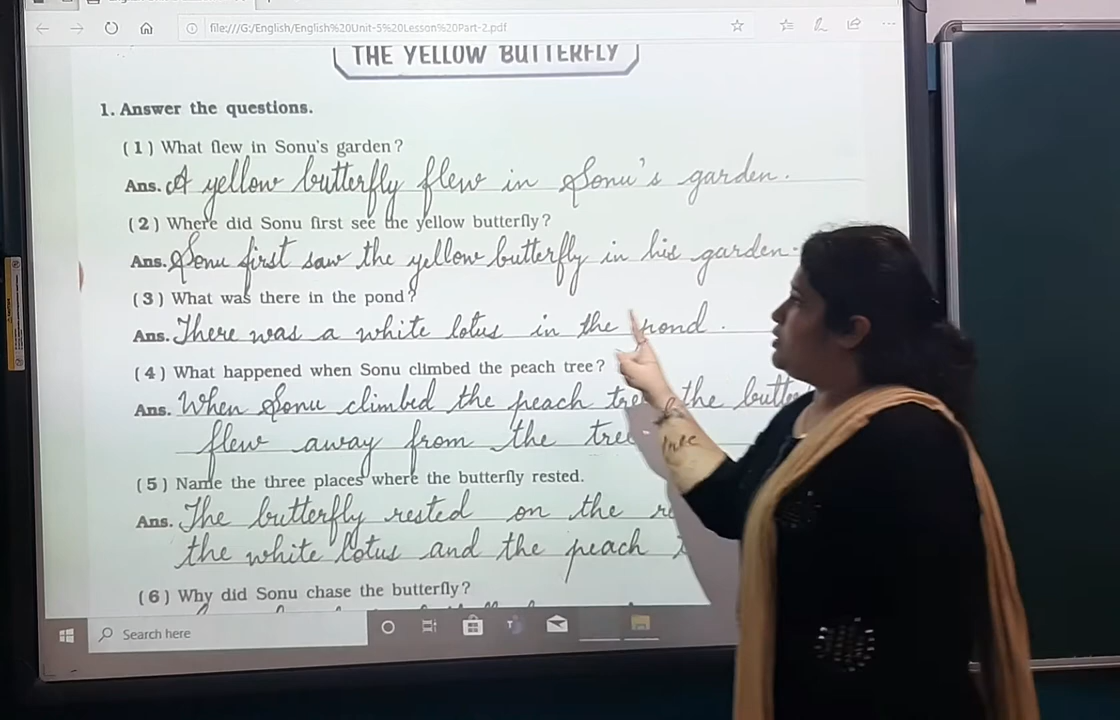 file:///G:/English/English%20Unit-5%20Lesson%20Part-2.pdf
THE YELLOW BUTTERFLY
1. Answer the questions.
(1) What flew in Sonu's garden?
Ans. A yellow butterfly flew in Sonu's garden.
(2) Where did Sonu first see the yellow butterfly?
Ans. Sonu first saw the yellow butterfly in his garden.
(3) What was there in the pond?
Ans. There was a white lotus in the pond.
(4) What happened when Sonu climbed the peach tree?
Ans. When Sonu climbed the peach tree the
flew away from the tree
(5) Name the three places where the butterfly rested.
Ans. The butterfly rested on the
the white lotus and the peach
(6) Why did Sonu chase the butterfly?
Search here